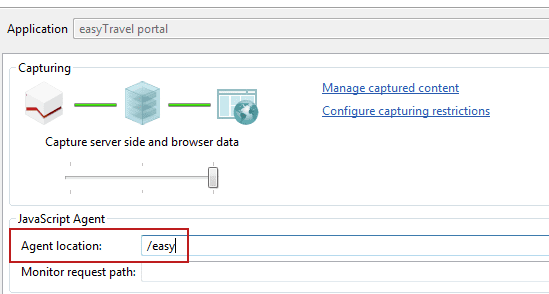 Application easyTravel portal
Capturing
Manage captured content
Configure capturing restrictions
Capture server side and browser data
JavaScript Agent
Agent location: /easy
Monitor request path: